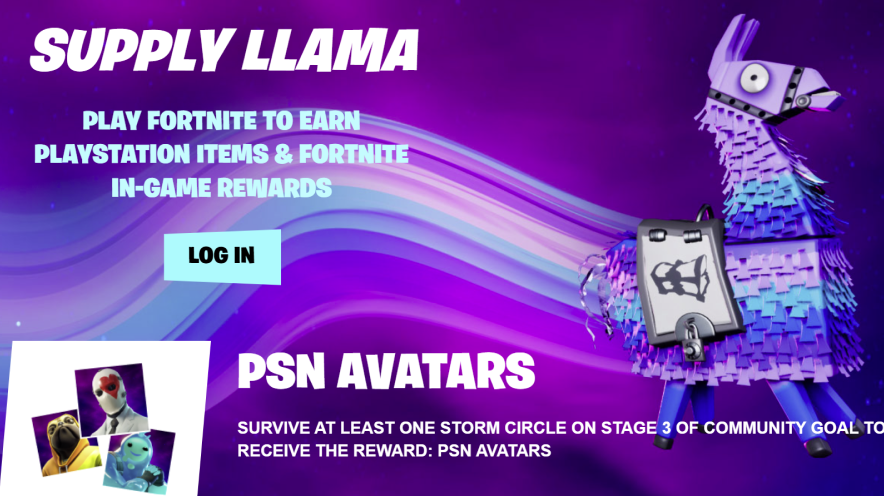 SUPPLY LLAMA
PLAY FORTNITE TO EARN
PLAYSTATION ITEMS & FORTNITE
IN-GAME REWARDS
LOG IN
PSN AVATARS
SURVIVE AT LEAST ONE STORM CIRCLE ON STAGE 3 OF COMMUNITY GOAL TO
RECEIVE THE REWARD: PSN AVATARS